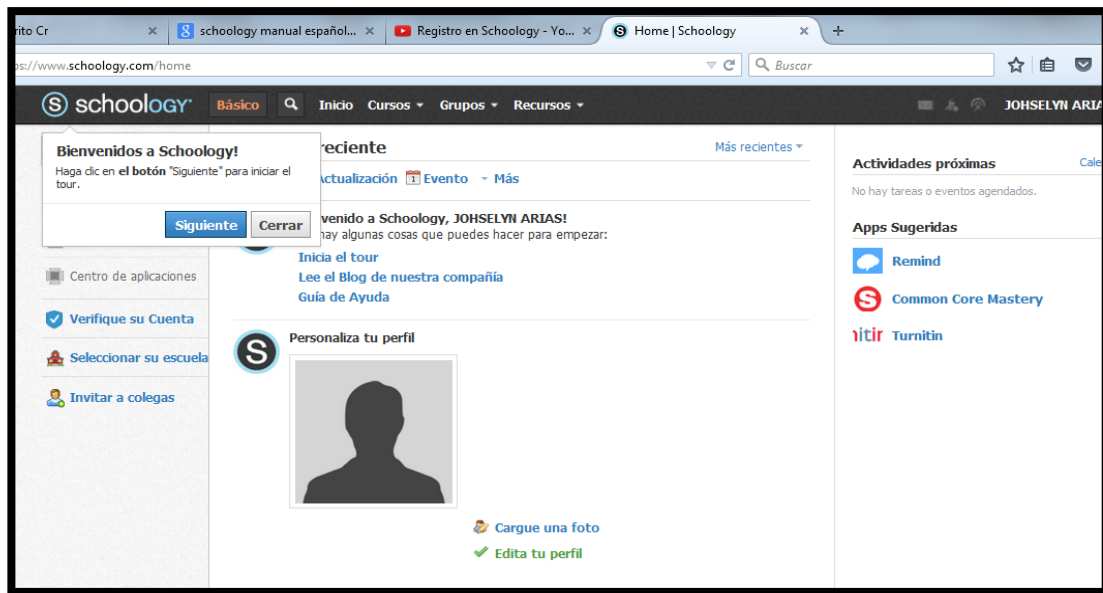 rito Cr
schoology manual español...
Registro en Schoology - Yo...
Home | Schoology
www.schoology.com/home
Buscar
S schoology
Básico
Inicio Cursos Grupos Recursos
JOHSELYN ARIA
Bienvenidos a Schoology!
Haga clic en el botón "Siguiente" para iniciar el
tour.
Siguiente Cerrar
Centro de aplicaciones
Verifique su Cuenta
Seleccionar su escuela
Invitar a colegas
reciente
Más recientes
ctualización Evento Más
venido a Schoology, JOHSELYN ARIAS!
hay algunas cosas que puedes hacer para empezar:
Inicia el tour
Lee el Blog de nuestra compañía
Guía de Ayuda
S
Personaliza tu perfil
Cargue una foto
Edita tu perfil
Actividades próximas
Cale
No hay tareas o eventos agendados.
Apps Sugeridas
Remind
S Common Core Mastery
nitin Turnitin